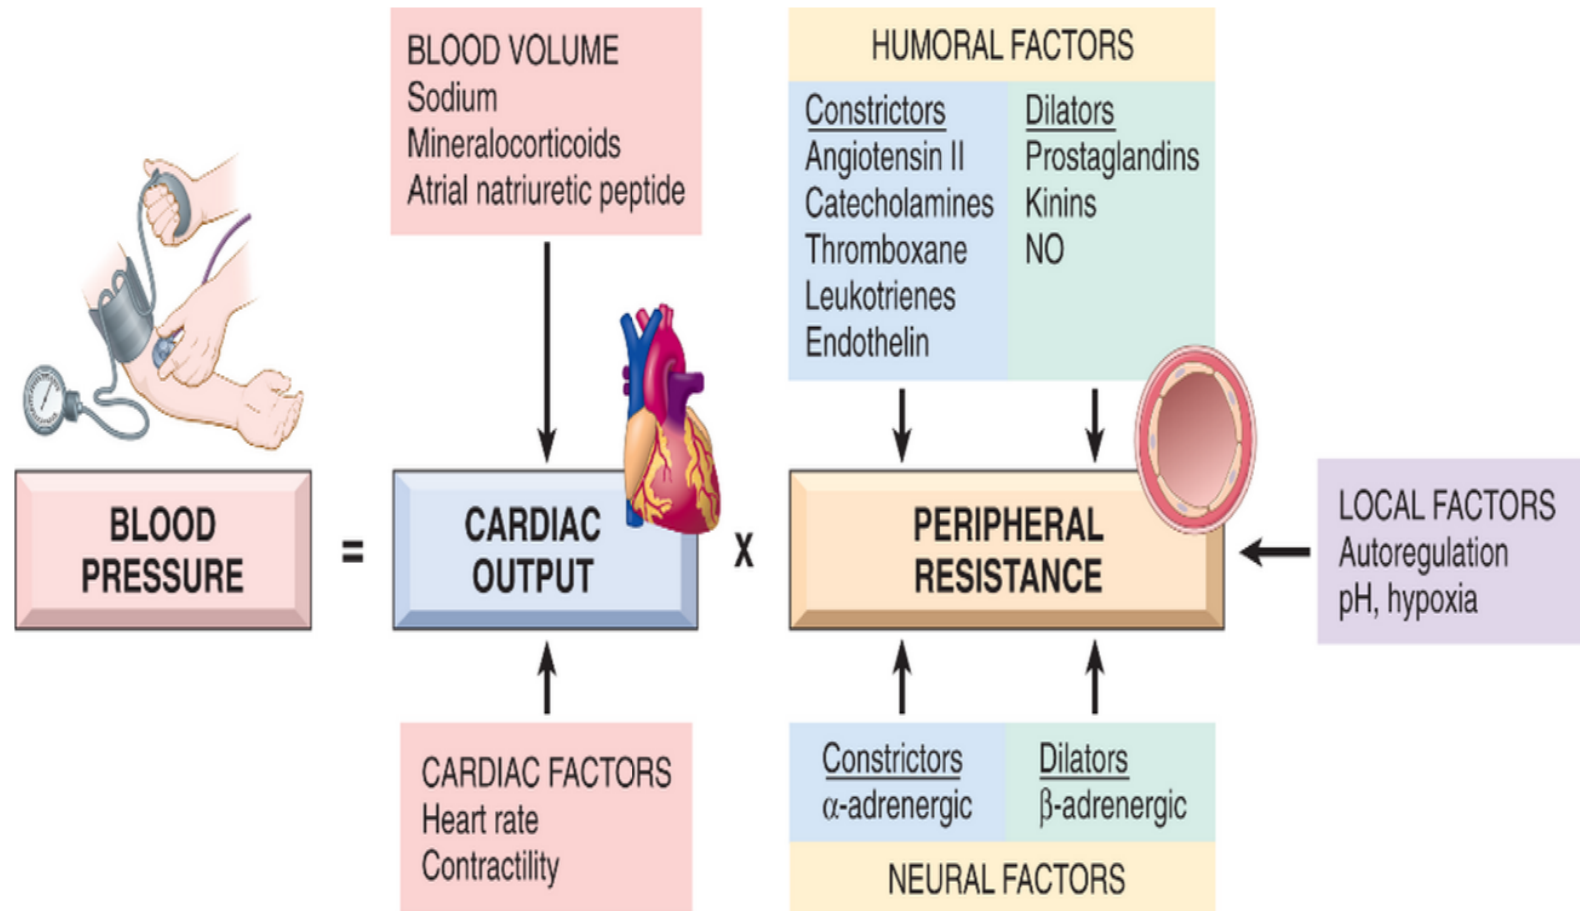 BLOOD VOLUME
Sodium
Mineralocorticoids
Atrial natriuretic peptide
HUMORAL FACTORS
Constrictors
Angiotensin II
Catecholamines
Thromboxane
Leukotrienes
Endothelin
Dilators
Prostaglandins
Kinins
NO
BLOOD
PRESSURE
=
CARDIAC
OUTPUT
x
PERIPHERAL
RESISTANCE
LOCAL FACTORS
Autoregulation
pH, hypoxia
CARDIAC FACTORS
Heart rate
Contractility
Constrictors
α-adrenergic
Dilators
β-adrenergic
NEURAL FACTORS